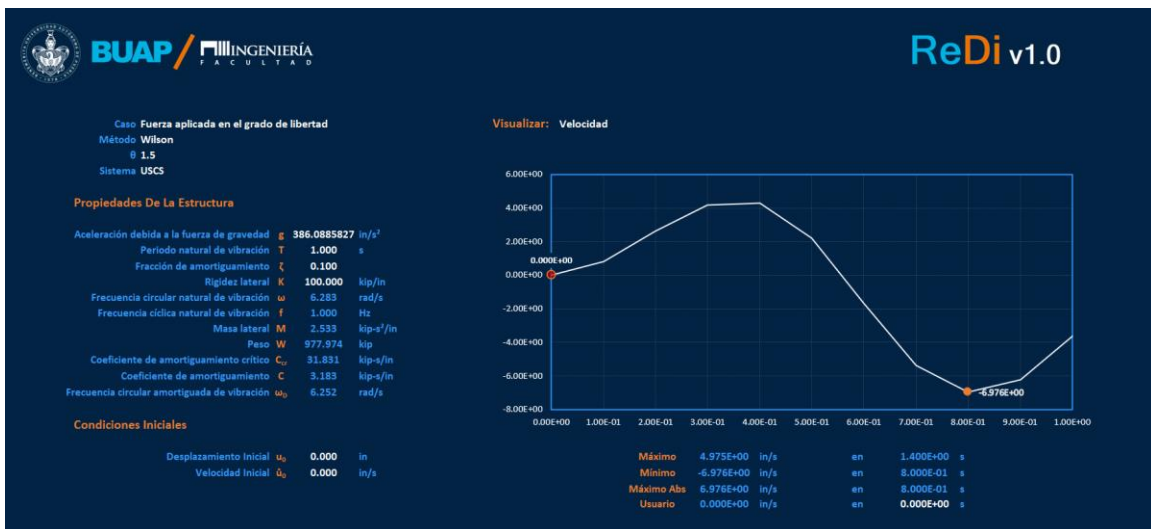 BUAP INGENIERÍA
FACULTAD
ReDi v1.0
Caso Fuerza aplicada en el grado de libertad
Método Wilson
θ 1.5
Sistema USCS
Propiedades De La Estructura
Aceleración debida a la fuerza de gravedad g 386.0885827 in/s²
Periodo natural de vibración T 1.000 s
Fracción de amortiguamiento ζ 0.100
Rigidez lateral K 100.000 kip/in
Frecuencia circular natural de vibración ω 6.283 rad/s
Frecuencia cíclica natural de vibración f 1.000 Hz
Masa lateral M 2.533 kip-s²/in
Peso W 977.974 kip
Coeficiente de amortiguamiento crítico Ccr 31.831 kip-s/in
Coeficiente de amortiguamiento C 3.183 kip-s/in
Frecuencia circular amortiguada de vibración ωD 6.252 rad/s
Condiciones Iniciales
Desplazamiento Inicial u₀ 0.000 in
Velocidad Inicial u̇₀ 0.000 in/s
Visualizar: Velocidad
6.00E+00
4.00E+00
2.00E+00
0.000E+00
0.00E+00
-2.00E+00
-4.00E+00
-6.00E+00
-6.976E+00
-8.00E+00
0.00E+00 1.00E-01 2.00E-01 3.00E-01 4.00E-01 5.00E-01 6.00E-01 7.00E-01 8.00E-01 9.00E-01 1.00E+00
Máximo 4.975E+00 in/s en 1.400E+00 s
Mínimo -6.976E+00 in/s en 8.000E-01 s
Máximo Abs 6.976E+00 in/s en 8.000E-01 s
Usuario 0.000E+00 in/s en 0.000E+00 s